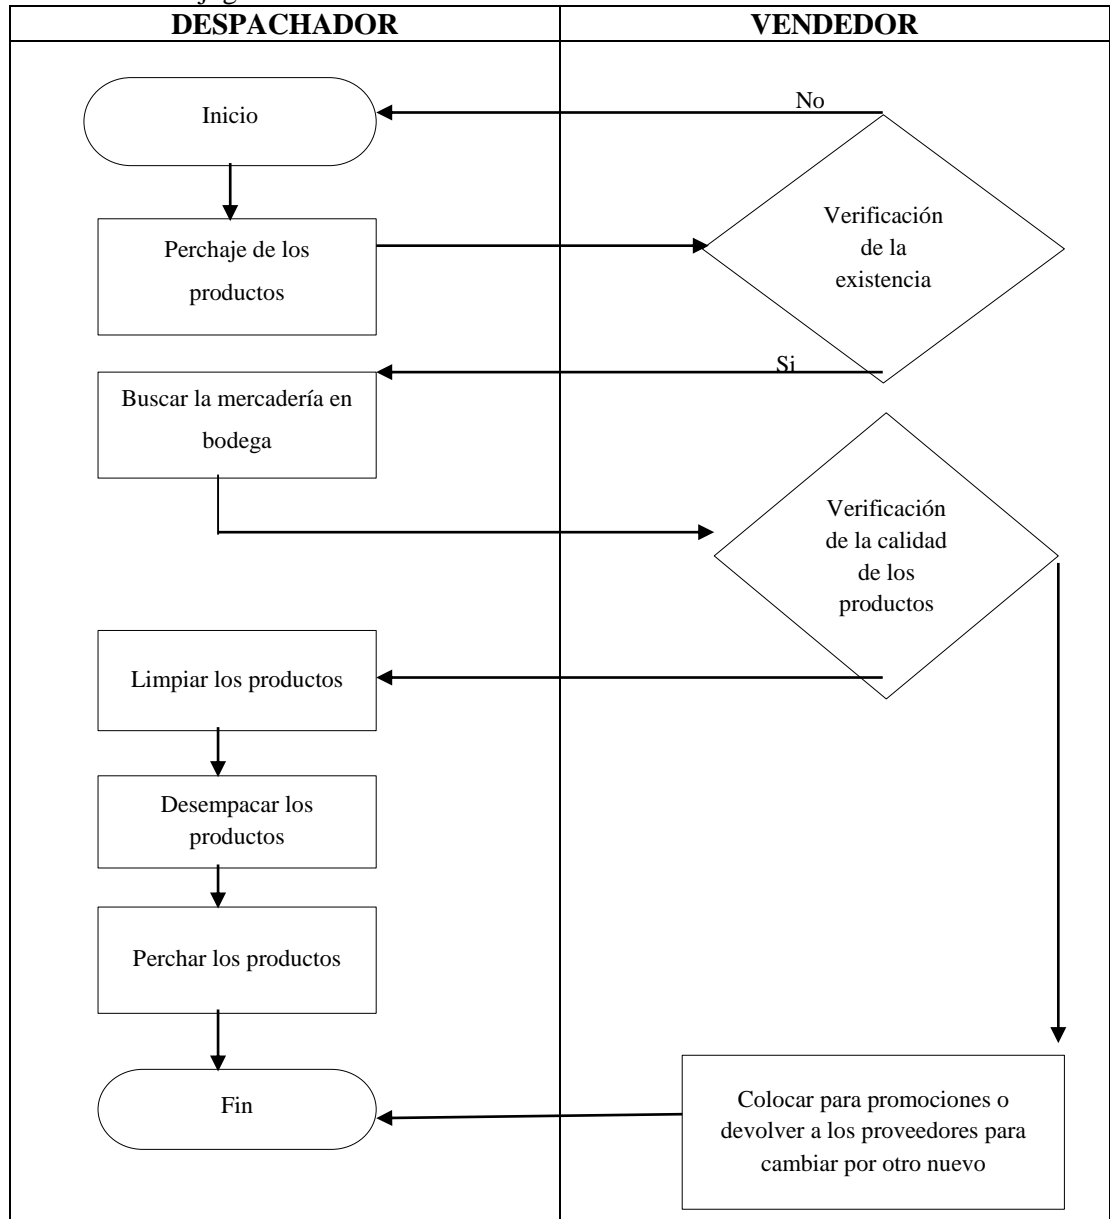 DESPACHADOR
VENDEDOR
No
Inicio
Verificación
de la
existencia
Perchaje de los
productos
Si
Buscar la mercadería en
bodega
Verificación
de la calidad
de los
productos
Limpiar los productos
Desempacar los
productos
Perchar los productos
Fin
Colocar para promociones o
devolver a los proveedores para
cambiar por otro nuevo